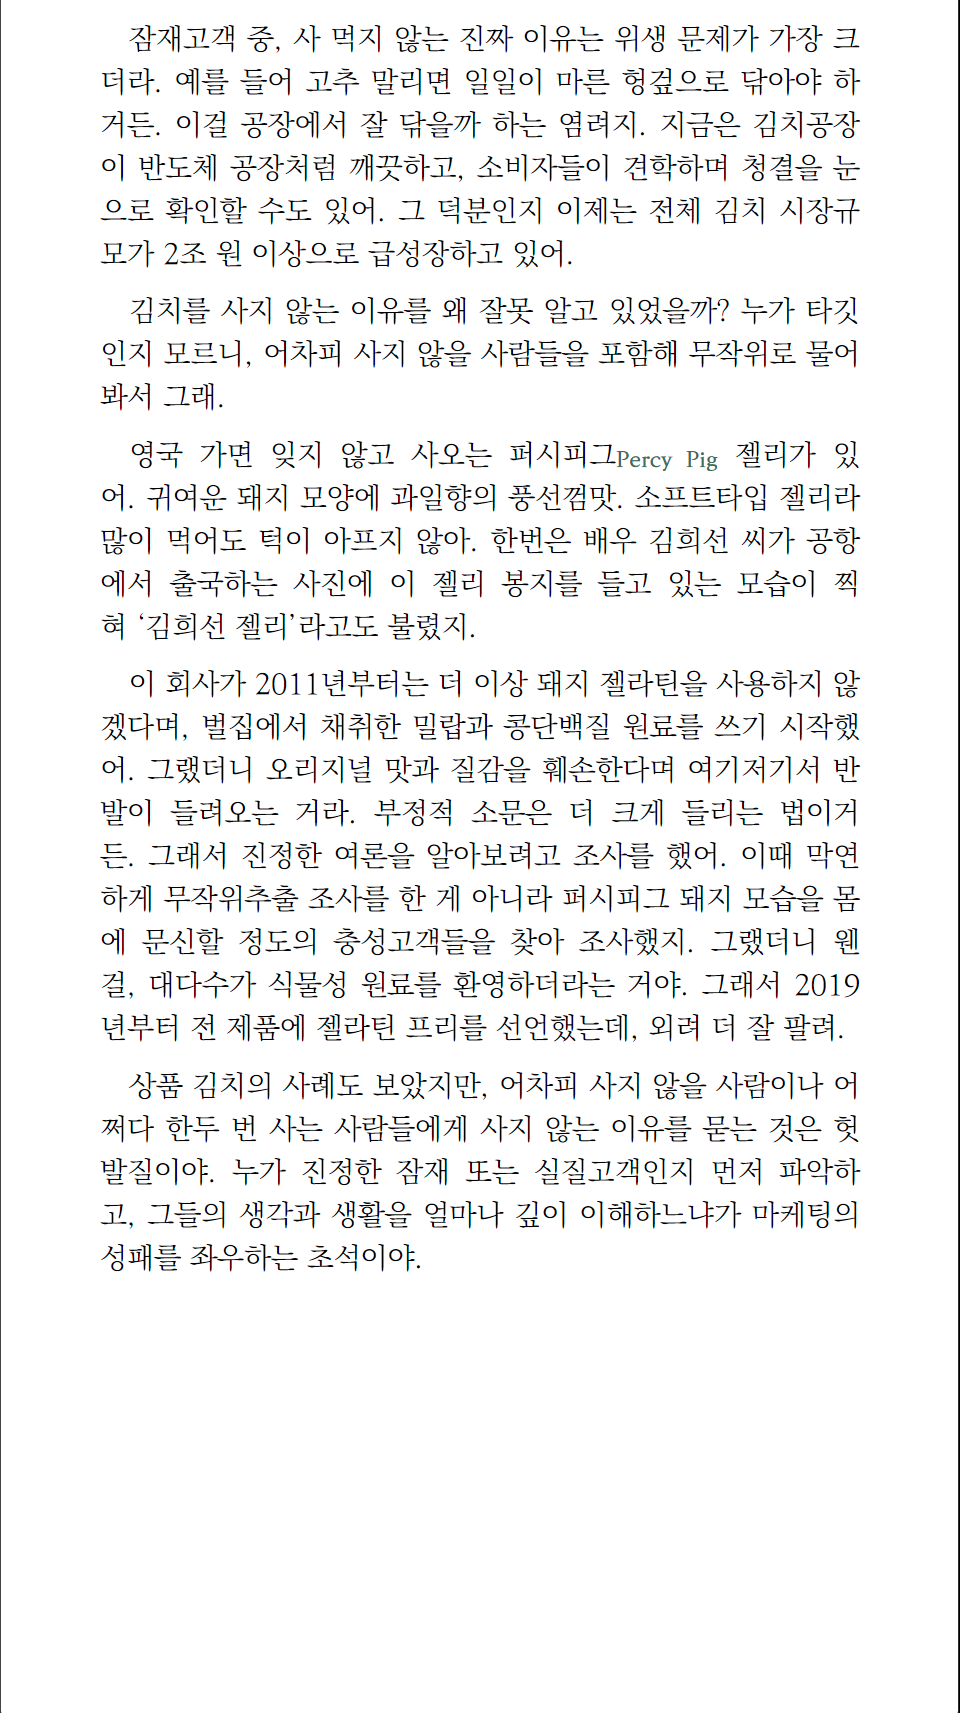 잠재고객 중, 사 먹지 않는 진짜 이유는 위생 문제가 가장 크
더라. 예를 들어 고추 말리면 일일이 마른 헝겊으로 닦아야 하
거든. 이걸 공장에서 잘 닦을까 하는 염려지. 지금은 김치공장
이 반도체 공장처럼 깨끗하고, 소비자들이 견학하며 청결을 눈
으로 확인할 수도 있어. 그 덕분인지 이제는 전체 김치 시장규
모가 2조 원 이상으로 급성장하고 있어.
김치를 사지 않는 이유를 왜 잘못 알고 있었을까? 누가 타깃
인지 모르니, 어차피 사지 않을 사람들을 포함해 무작위로 물어
봐서 그래.
영국 가면 잊지 않고 사오는 퍼시피그Percy Pig 젤리가 있
어. 귀여운 돼지 모양에 과일향의 풍선껌맛. 소프트타입 젤리라
많이 먹어도 턱이 아프지 않아. 한번은 배우 김희선 씨가 공항
에서 출국하는 사진에 이 젤리 봉지를 들고 있는 모습이 찍
혀 ‘김희선 젤리’라고도 불렸지.
이 회사가 2011년부터는 더 이상 돼지 젤라틴을 사용하지 않
겠다며, 벌집에서 채취한 밀랍과 콩단백질 원료를 쓰기 시작했
어. 그랬더니 오리지널 맛과 질감을 훼손한다며 여기저기서 반
발이 들려오는 거라. 부정적 소문은 더 크게 들리는 법이거
든. 그래서 진정한 여론을 알아보려고 조사를 했어. 이때 막연
하게 무작위추출 조사를 한 게 아니라 퍼시피그 돼지 모습을 몸
에 문신할 정도의 충성고객들을 찾아 조사했지. 그랬더니 웬
걸, 대다수가 식물성 원료를 환영하더라는 거야. 그래서 2019
년부터 전 제품에 젤라틴 프리를 선언했는데, 외려 더 잘 팔려.
상품 김치의 사례도 보았지만, 어차피 사지 않을 사람이나 어
쩌다 한두 번 사는 사람들에게 사지 않는 이유를 묻는 것은 헛
발질이야. 누가 진정한 잠재 또는 실질고객인지 먼저 파악하
고, 그들의 생각과 생활을 얼마나 깊이 이해하느냐가 마케팅의
성패를 좌우하는 초석이야.